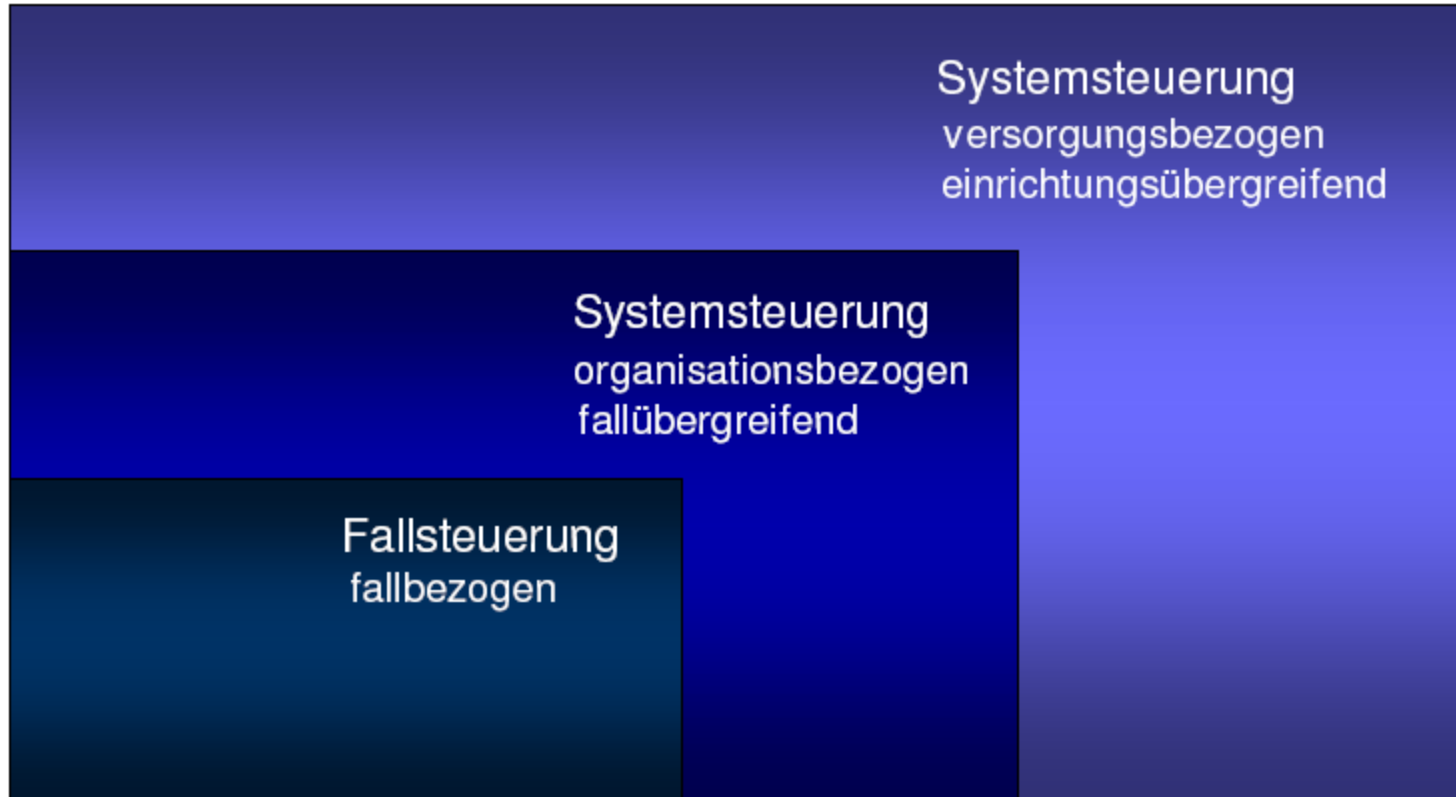 Systemsteuerung
versorgungsbezogen
einrichtungsübergreifend
Systemsteuerung
organisationsbezogen
fallübergreifend
Fallsteuerung
fallbezogen